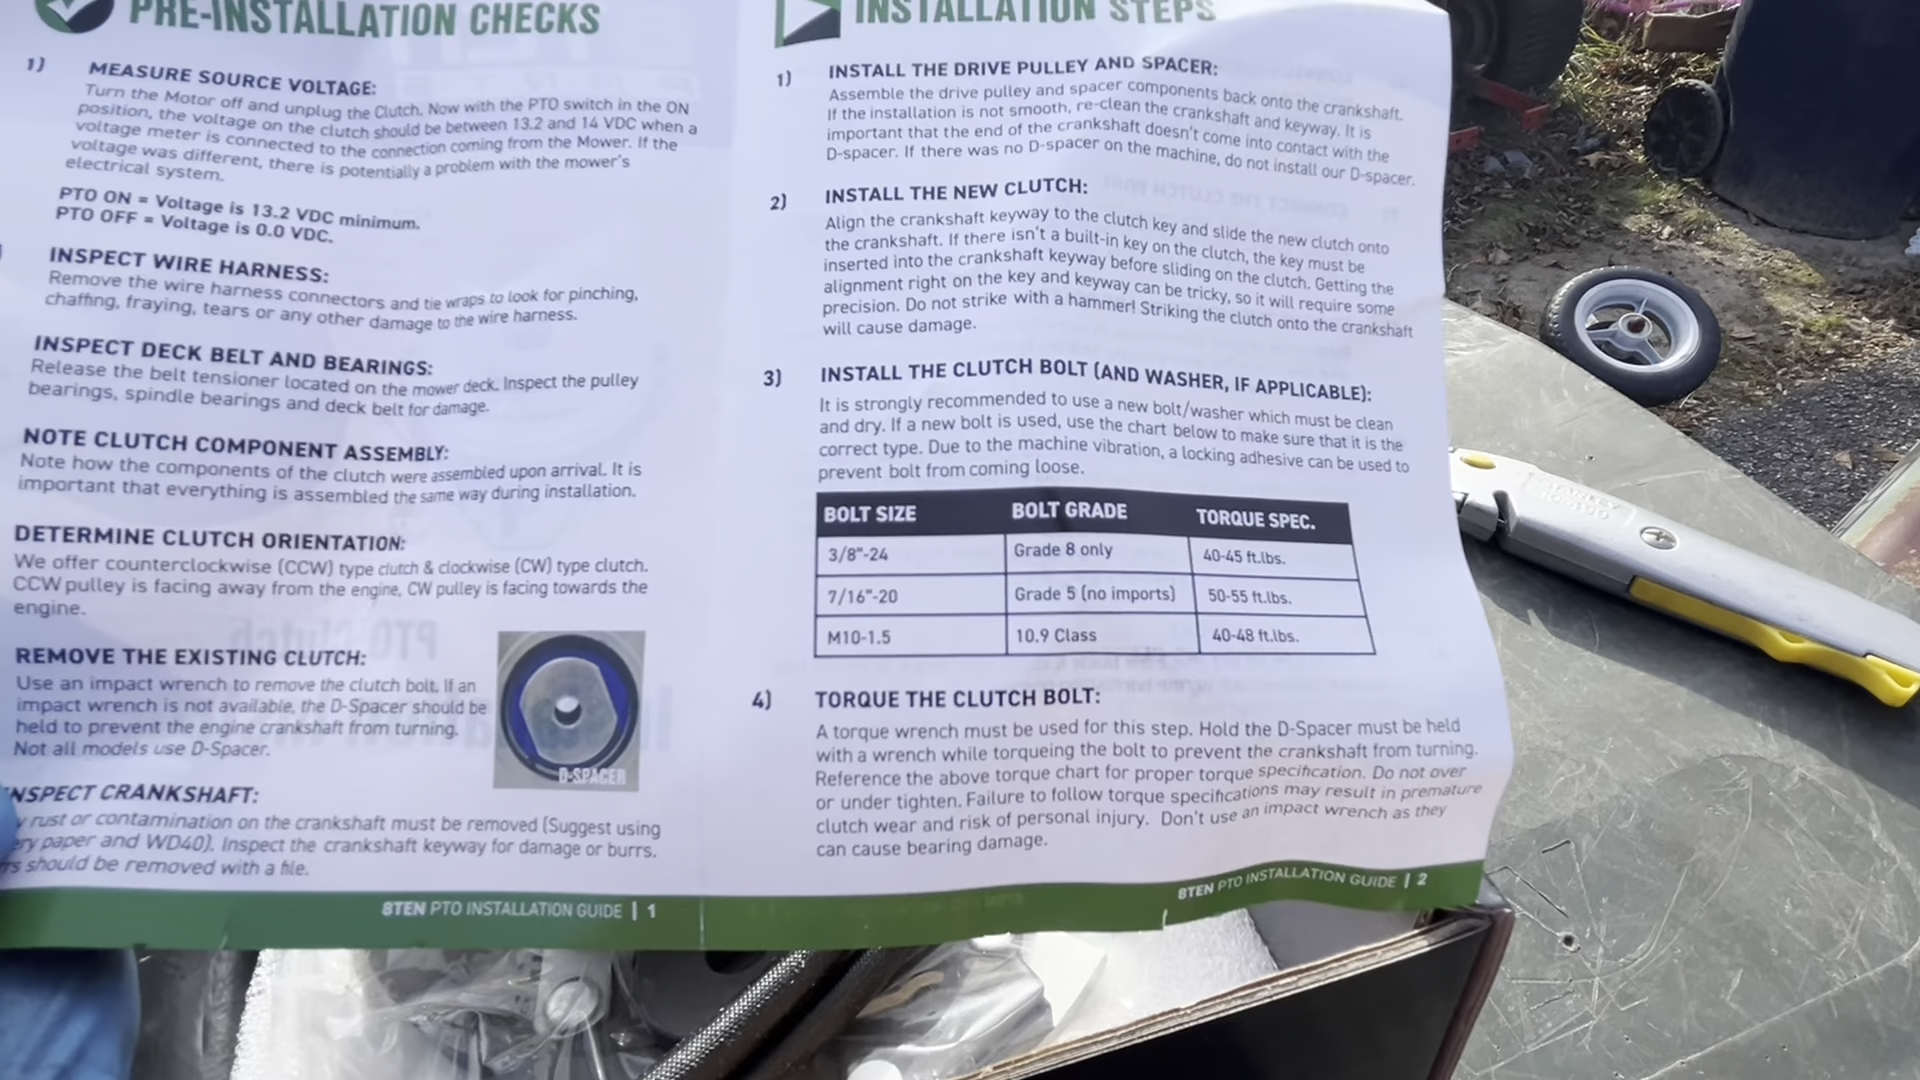 PRE-INSTALLATION CHECKS
1) MEASURE SOURCE VOLTAGE:
Turn the Motor off and unplug the Clutch. Now with the PTO switch in the ON
position, the voltage on the clutch should be between 13.2 and 14 VDC when a
voltage meter is connected to the connection coming from the Mower. If the
voltage was different, there is potentially a problem with the mower's
electrical system.
PTO ON = Voltage is 13.2 VDC minimum.
PTO OFF = Voltage is 0.0 VDC.
INSPECT WIRE HARNESS:
Remove the wire harness connectors and tie wraps to look for pinching,
chaffing, fraying, tears or any other damage to the wire harness.
INSPECT DECK BELT AND BEARINGS:
Release the belt tensioner located on the mower deck. Inspect the pulley
bearings, spindle bearings and deck belt for damage.
NOTE CLUTCH COMPONENT ASSEMBLY:
Note how the components of the clutch were assembled upon arrival. It is
important that everything is assembled the same way during installation.
DETERMINE CLUTCH ORIENTATION:
We offer counterclockwise (CCW) type clutch & clockwise (CW) type clutch.
CCW pulley is facing away from the engine, CW pulley is facing towards the
engine.
REMOVE THE EXISTING CLUTCH:
Use an impact wrench to remove the clutch bolt. If an
impact wrench is not available, the D-Spacer should be
held to prevent the engine crankshaft from turning.
Not all models use D-Spacer.
D-SPACER
NSPECT CRANKSHAFT:
y rust or contamination on the crankshaft must be removed (Suggest using
ery paper and WD40). Inspect the crankshaft keyway for damage or burrs.
rs should be removed with a file.
8TEN PTO INSTALLATION GUIDE | 1
INSTALLATION STEPS
1) INSTALL THE DRIVE PULLEY AND SPACER:
Assemble the drive pulley and spacer components back onto the crankshaft.
If the installation is not smooth, re-clean the crankshaft and keyway. It is
important that the end of the crankshaft doesn't come into contact with the
D-spacer. If there was no D-spacer on the machine, do not install our D-spacer.
2) INSTALL THE NEW CLUTCH:
Align the crankshaft keyway to the clutch key and slide the new clutch onto
the crankshaft. If there isn't a built-in key on the clutch, the key must be
inserted into the crankshaft keyway before sliding on the clutch. Getting the
alignment right on the key and keyway can be tricky, so it will require some
precision. Do not strike with a hammer! Striking the clutch onto the crankshaft
will cause damage.
3) INSTALL THE CLUTCH BOLT (AND WASHER, IF APPLICABLE):
It is strongly recommended to use a new bolt/washer which must be clean
and dry. If a new bolt is used, use the chart below to make sure that it is the
correct type. Due to the machine vibration, a locking adhesive can be used to
prevent bolt from coming loose.
BOLT SIZE BOLT GRADE TORQUE SPEC.
3/8"-24 Grade 8 only 40-45 ft.lbs.
7/16"-20 Grade 5 (no imports) 50-55 ft.lbs.
M10-1.5 10.9 Class 40-48 ft.lbs.
4) TORQUE THE CLUTCH BOLT:
A torque wrench must be used for this step. Hold the D-Spacer must be held
with a wrench while torqueing the bolt to prevent the crankshaft from turning.
Reference the above torque chart for proper torque specification. Do not over
or under tighten. Failure to follow torque specifications may result in premature
clutch wear and risk of personal injury. Don't use an impact wrench as they
can cause bearing damage.
8TEN PTO INSTALLATION GUIDE | 2
STANLEY